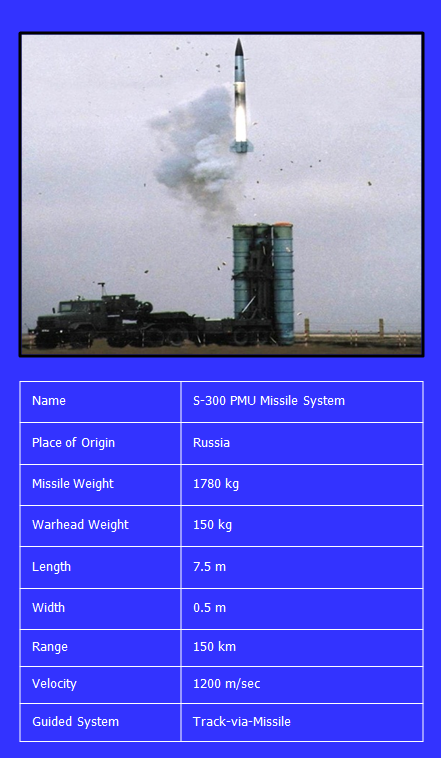 Name S-300 PMU Missile System
Place of Origin Russia
Missile Weight 1780 kg
Warhead Weight 150 kg
Length 7.5 m
Width 0.5 m
Range 150 km
Velocity 1200 m/sec
Guided System Track-via-Missile